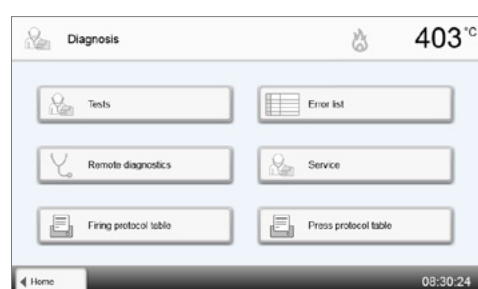 Diagnosis
403 °C
Tests
Error list
Remote diagnostics
Service
Firing protocol table
Press protocol table
Home
08:30:24